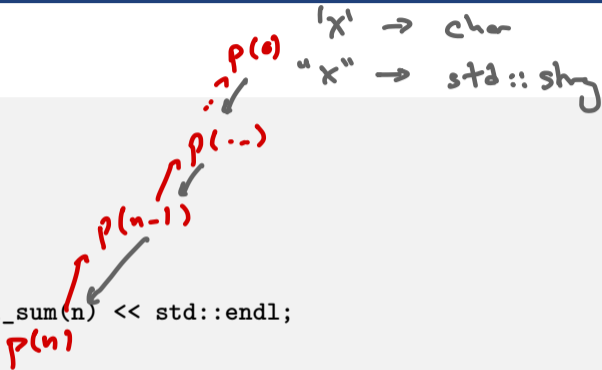 'x' → char
p(0) "x" → std::string
p(...)
p(n-1)
_sum(n) << std::endl;
p(n)